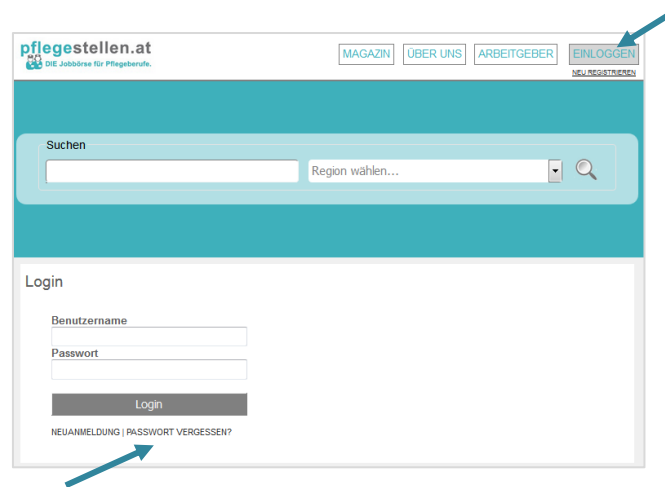 pflegestellen.at
DIE Jobbörse für Pflegeberufe.
MAGAZIN ÜBER UNS ARBEITGEBER EINLOGGEN
NEU REGISTRIEREN
Suchen
Region wählen...
Login
Benutzername
Passwort
Login
NEUANMELDUNG | PASSWORT VERGESSEN?